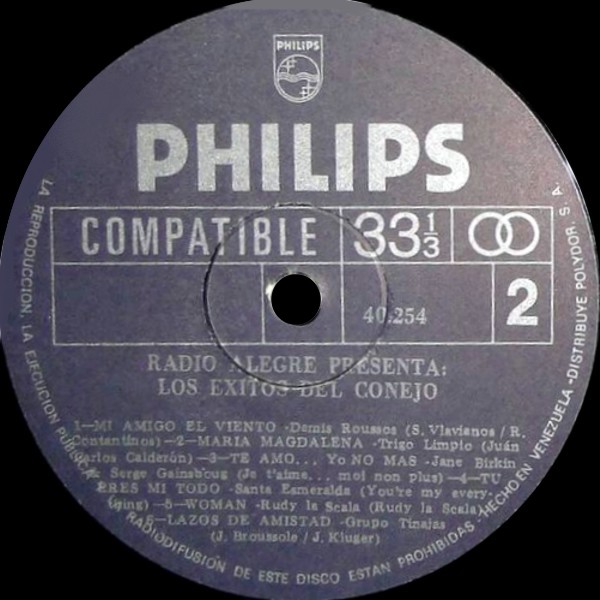 PHILIPS
PHILIPS
COMPATIBLE
33 1/3
40.254
2
RADIO ALEGRE PRESENTA:
LOS EXITOS DEL CONEJO
1—MI AMIGO EL VIENTO -Demis Roussos (S. Vlavianos / R.
Contantinos)—2—MARIA MAGDALENA -Trigo Limpio (Juán
Carlos Calderón)—3—TE AMO... Yo NO MAS -Jane Birkin
Serge Gainsboug (Je t'aime... moi non plus)—4—TU
ERES MI TODO -Santa Esmeralda (You're my every-
thing)—5—WOMAN -Rudy la Scala (Rudy la Scala)
6—LAZOS DE AMISTAD -Grupo Tinajas
(J. Broussole / J. Kluger)
LA REPRODUCCION, LA EJECUCION PUBLICA Y RADIODIFUSION DE ESTE DISCO ESTAN PROHIBIDAS -HECHO EN VENEZUELA -DISTRIBUYE POLYDOR, S. A.